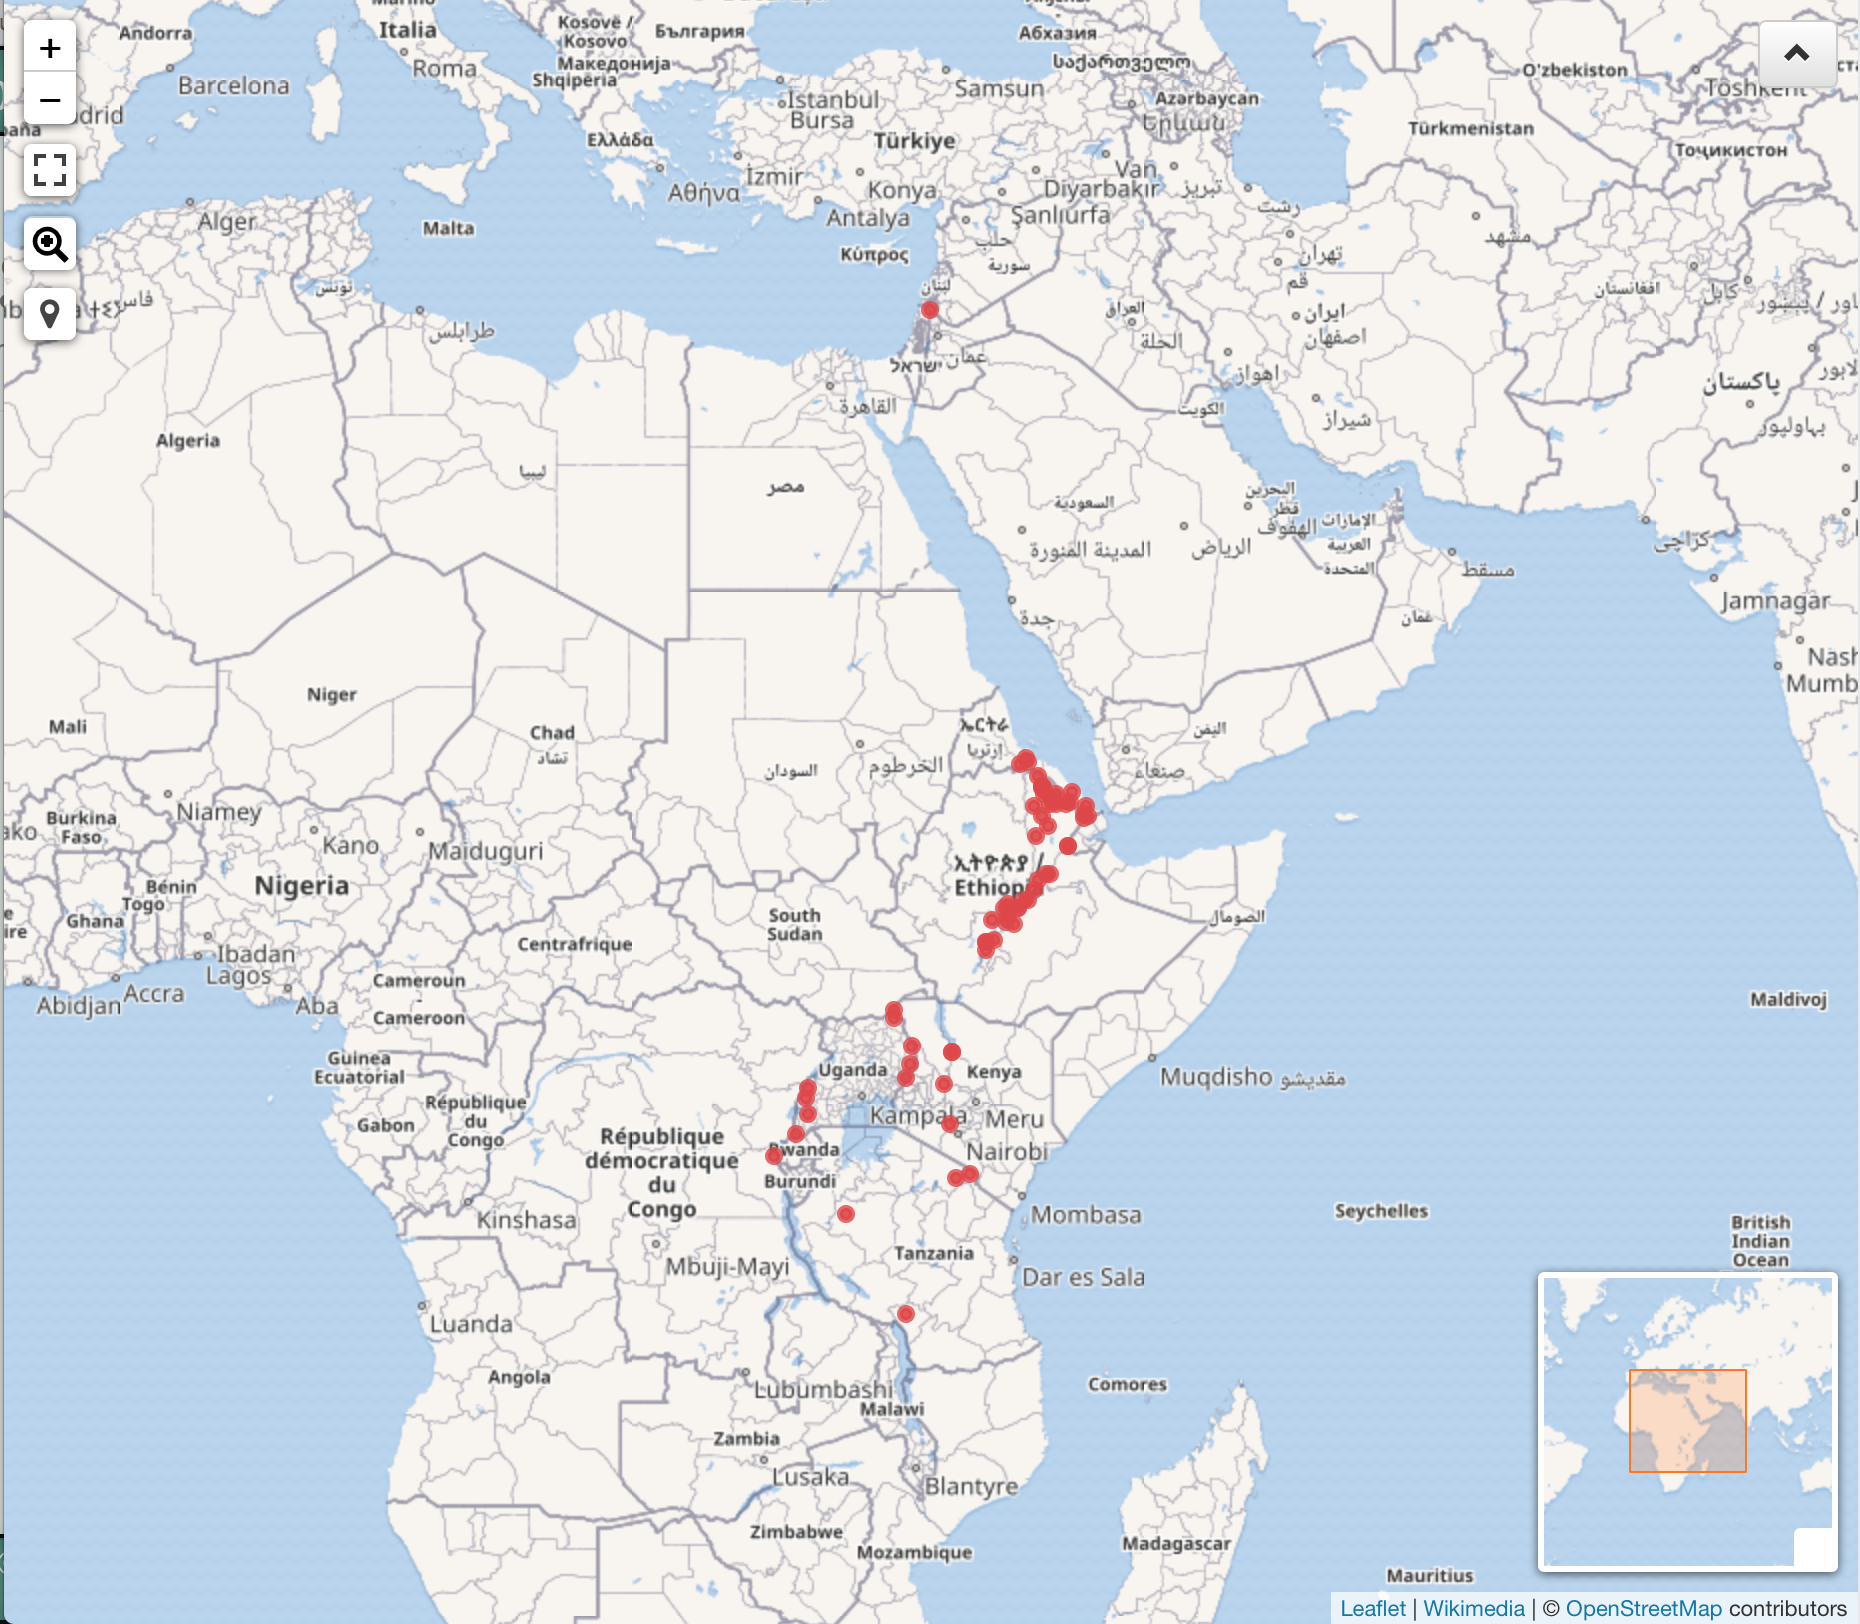 Andorra
Italia
Kosovë /
Kosovo
България
Абхазия
Македонија
Shqipëria
საქართველო
O'zbekiston
Toshkent
Barcelona
Roma
Istanbul
Bursa
Samsun
Azərbaycan
Երևան
Türkmenistan
Тоҷикистон
drid
Ελλάδα
Türkiye
Αθήνα
İzmir
Konya
Antalya
Van
Diyarbakır
Şanlıurfa
تبریز
رشت
Alger
Malta
Κύπρος
حلب
سورية
تهران
قم
مشهد
افغانستان
کابل
تونس
فاس
لبنان
طرابلس
العراق
الحلة
ایران
اصفهان
ישראל
عمان
اهواز
پاکستان
القاهرة
الكويت
شیراز
بہاولپور
Algeria
ليبيا
مصر
السعودية
البحرين
قطر
الهفوف
الإمارات
العربية
المتحدة
المدينة المنورة
الرياض
کراچی
مسقط
جدة
عمان
Jamnagar
Nash
Mumb
Niger
Mali
Chad
تشاد
السودان
الخرطوم
ኤርትራ
إرتريا
اليمن
صنعاء
Burkina
Faso
Niamey
Kano
Maiduguri
Nigeria
Bénin
Togo
Ghana
Ibadan
Lagos
Abidjan
Accra
Aba
Centrafrique
Cameroun
-
Cameroon
South
Sudan
ኢትዮጵያ /
Ethiopia
الصومال
Maldivoj
Guinea
Ecuatorial
Gabon
République
du
Congo
Uganda
Kenya
Muqdisho مقديشو
Kampala
Meru
République
démocratique
du
Congo
Rwanda
Burundi
Nairobi
Kinshasa
Mombasa
Seychelles
British
Indian
Ocean
Mbuji-Mayi
Tanzania
Dar es Sala
Luanda
Angola
Lubumbashi
Malawi
Comores
Zambia
Lusaka
Blantyre
Zimbabwe
Mozambique
Madagascar
Mauritius
Leaflet | Wikimedia | © OpenStreetMap contributors